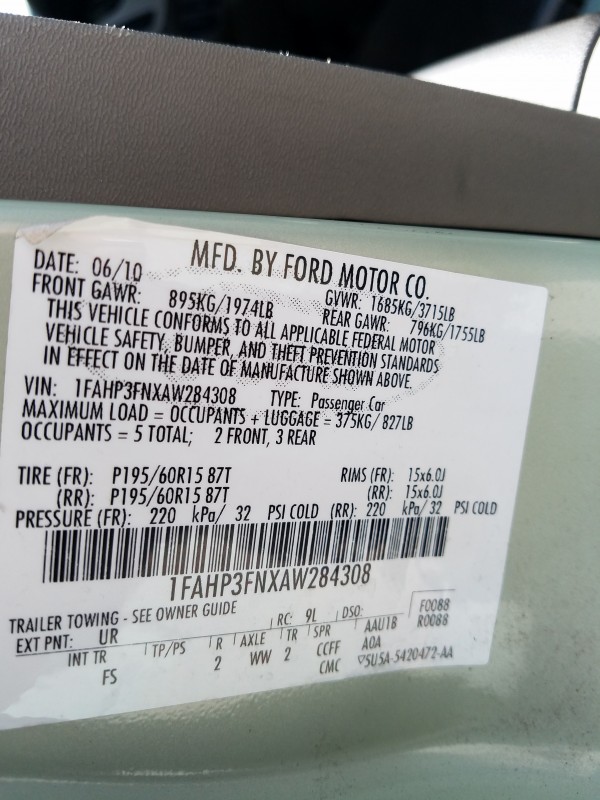 MFD. BY FORD MOTOR CO.
DATE: 06/10
GVWR: 1685KG/3715LB
FRONT GAWR: 895KG/1974LB
REAR GAWR: 796KG/1755LB
THIS VEHICLE CONFORMS TO ALL APPLICABLE FEDERAL MOTOR
VEHICLE SAFETY, BUMPER, AND THEFT PREVENTION STANDARDS
IN EFFECT ON THE DATE OF MANUFACTURE SHOWN ABOVE.
VIN: 1FAHP3FNXAW284308 TYPE: Passenger Car
MAXIMUM LOAD = OCCUPANTS + LUGGAGE = 375KG/ 827LB
OCCUPANTS = 5 TOTAL; 2 FRONT, 3 REAR
TIRE (FR): P195/60R15 87T RIMS (FR): 15x6.0J
(RR): P195/60R15 87T (RR): 15x6.0J
PRESSURE (FR): 220 kPa/ 32 PSI COLD (RR): 220 kPa/ 32 PSI COLD
1FAHP3FNXAW284308
TRAILER TOWING - SEE OWNER GUIDE
EXT PNT: UR RC: 9L DSO: F0088
R0088
INT TR TP/PS R AXLE TR SPR AAU1B
FS 2 WW 2 CCFF A0A
CMC ▽5U5A-5420472-AA